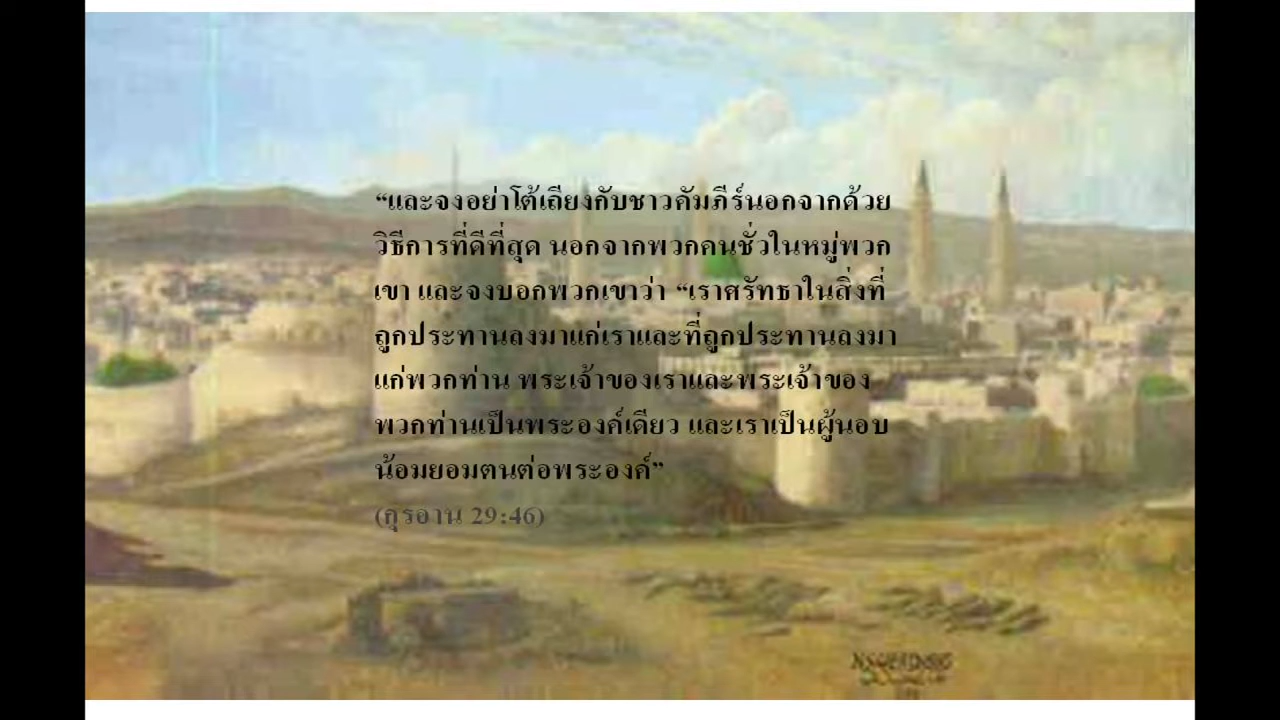 “และจงอย่าโต้เถียงกับชาวคัมภีร์นอกจากด้วย
วิธีการที่ดีที่สุด นอกจากพวกคนชั่วในหมู่พวก
เขา และจงบอกพวกเขาว่า “เราศรัทธาในสิ่งที่
ถูกประทานลงมาแก่เราและที่ถูกประทานลงมา
แก่พวกท่าน พระเจ้าของเราและพระเจ้าของ
พวกท่านเป็นพระองค์เดียว และเราเป็นผู้นอบ
น้อมยอมตนต่อพระองค์”
(กุรอาน 29:46)